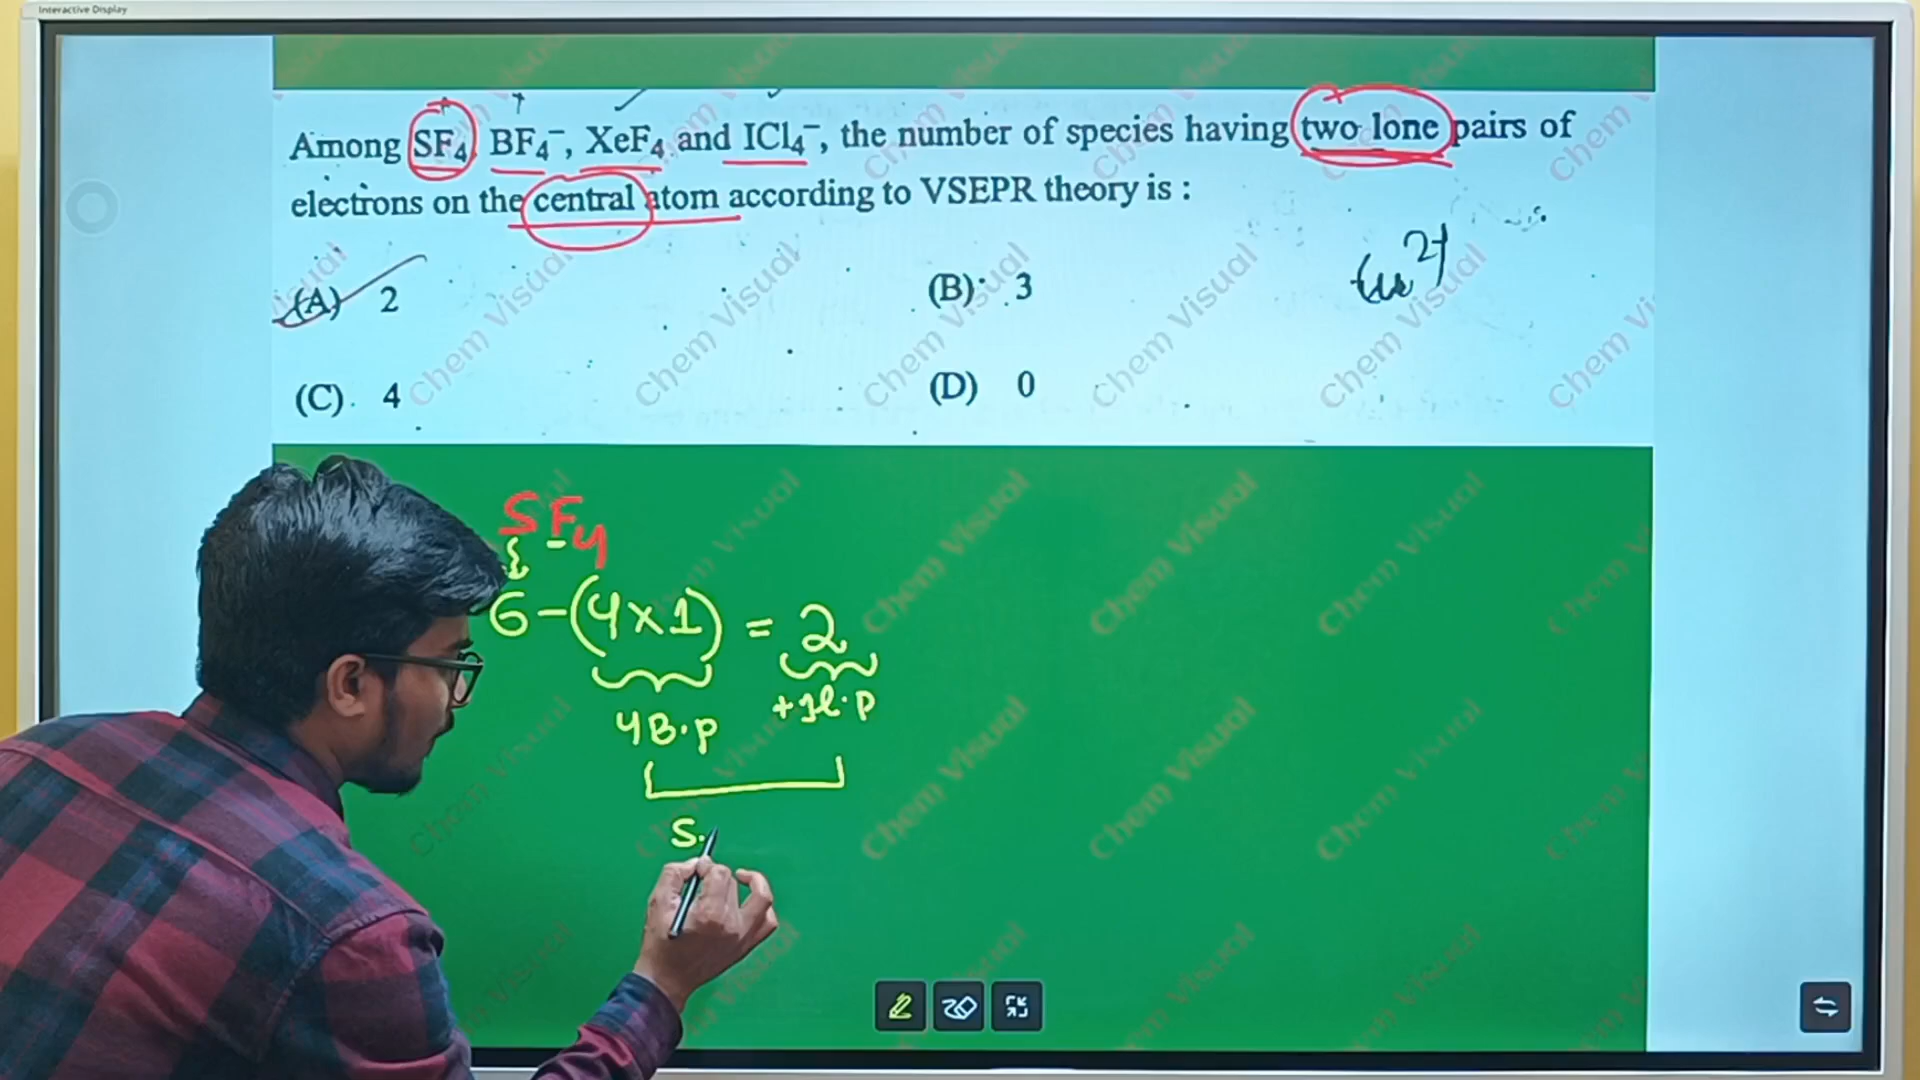 Interactive Display
Among SF₄, BF₄⁻, XeF₄ and ICl₄⁻, the number of species having two lone pairs of
electrons on the central atom according to VSEPR theory is :
(A) 2
(B) 3
(C). 4
(D) 0
SF₄
6-(4×1) = 2
4B.P +1l.p
S.
Chem Visual